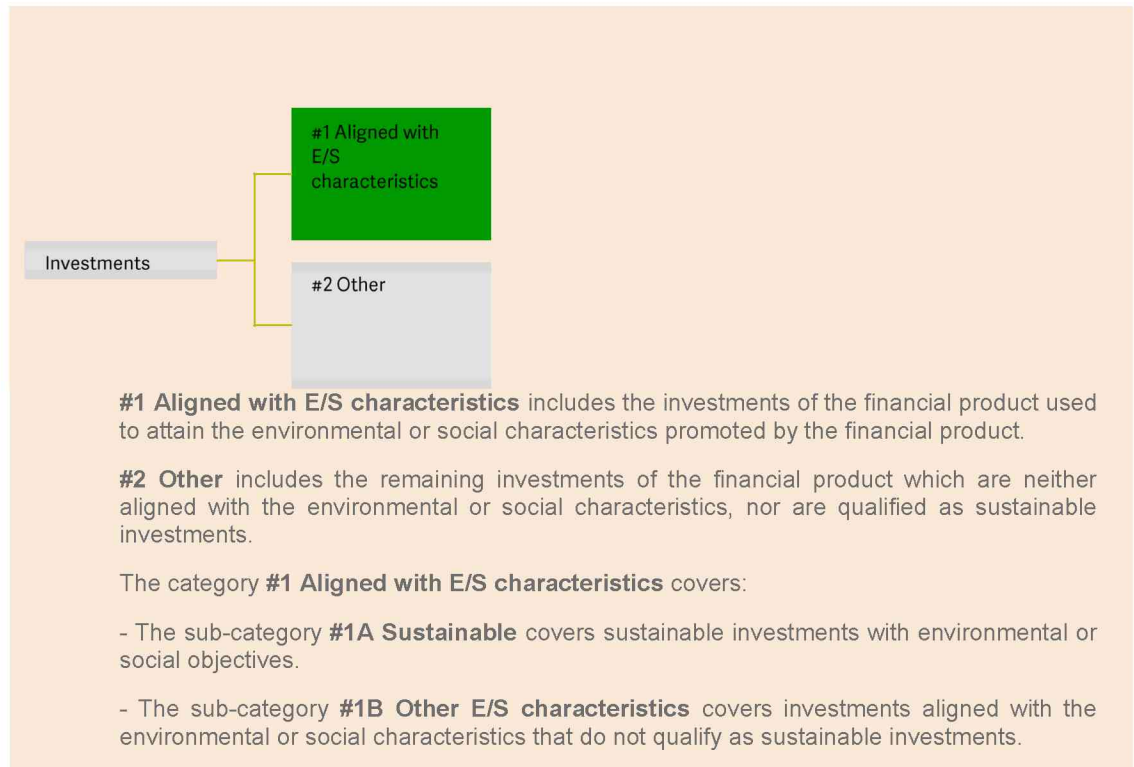 #1 Aligned with
E/S
characteristics
Investments
#2 Other
#1 Aligned with E/S characteristics includes the investments of the financial product used
to attain the environmental or social characteristics promoted by the financial product.
#2 Other includes the remaining investments of the financial product which are neither
aligned with the environmental or social characteristics, nor are qualified as sustainable
investments.
The category #1 Aligned with E/S characteristics covers:
- The sub-category #1A Sustainable covers sustainable investments with environmental or
social objectives.
- The sub-category #1B Other E/S characteristics covers investments aligned with the
environmental or social characteristics that do not qualify as sustainable investments.